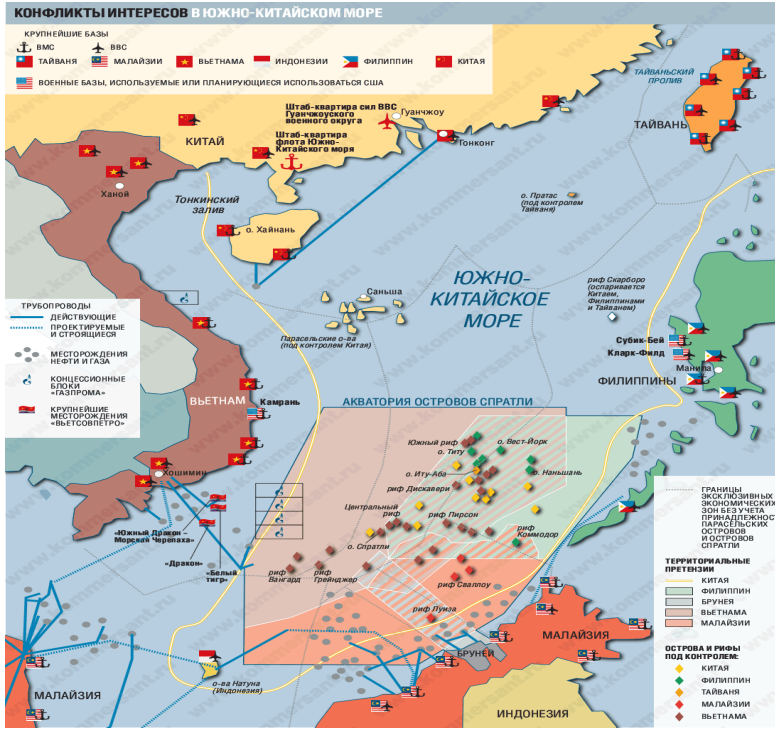 КОНФЛИКТЫ ИНТЕРЕСОВ В ЮЖНО-КИТАЙСКОМ МОРЕ
КРУПНЕЙШИЕ БАЗЫ
ВМС ВВС
ТАЙВАНЯ МАЛАЙЗИИ ВЬЕТНАМА ИНДОНЕЗИИ ФИЛИППИН КИТАЯ
ВОЕННЫЕ БАЗЫ, ИСПОЛЬЗУЕМЫЕ ИЛИ ПЛАНИРУЮЩИЕСЯ ИСПОЛЬЗОВАТЬСЯ США
ТАЙВАНЬСКИЙ
ПРОЛИВ
ТАЙВАНЬ
Штаб-квартира сил ВВС
Гуанчжоуского
военного округа
Гуанчжоу
КИТАЙ
Штаб-квартира
флота Южно-
Китайского моря
Гонконг
Ханой
Тонкинский
залив
о. Хайнань
о. Пратас
(под контролем
Тайваня)
Саньша
ЮЖНО-
КИТАЙСКОЕ
МОРЕ
риф Скарборо
(оспаривается
Китаем,
Филиппинами
и Тайванем)
Парасельские о-ва
(под контролем Китая)
Субик-Бей
Кларк-Филд
Манила
ФИЛИППИНЫ
ТРУБОПРОВОДЫ
ДЕЙСТВУЮЩИЕ
ПРОЕКТИРУЕМЫЕ
И СТРОЯЩИЕСЯ
МЕСТОРОЖДЕНИЯ
НЕФТИ И ГАЗА
КОНЦЕССИОННЫЕ
БЛОКИ
«ГАЗПРОМА»
КРУПНЕЙШИЕ
МЕСТОРОЖДЕНИЯ
«ВЬЕТСОВПЕТРО»
ВЬЕТНАМ
Камрань
Хошимин
АКВАТОРИЯ ОСТРОВОВ СПРАТЛИ
Южный риф
о. Вест-Йорк
о. Титу
о. Иту-Аба
о. Наньшань
риф Дискавери
Центральный
риф
риф Пирсон
риф
Коммодор
о. Спратли
риф
Вангард
риф
Грейнджер
риф Сваллоу
риф Луиза
«Южный Дракон –
Морская Черепаха»
«Дракон»
«Белый
тигр»
о-ва Натуна
(Индонезия)
МАЛАЙЗИЯ
БРУНЕЙ
МАЛАЙЗИЯ
ИНДОНЕЗИЯ
ГРАНИЦЫ
ЭКСКЛЮЗИВНЫХ
ЭКОНОМИЧЕСКИХ
ЗОН БЕЗ УЧЕТА
ПРИНАДЛЕЖНОС
ПАРАСЕЛЬСКИХ
ОСТРОВОВ
И ОСТРОВОВ
СПРАТЛИ
ТЕРРИТОРИАЛЬНЫЕ
ПРЕТЕНЗИИ
КИТАЯ
ФИЛИППИН
БРУНЕЯ
ВЬЕТНАМА
МАЛАЙЗИИ
ОСТРОВА И РИФЫ
ПОД КОНТРОЛЕМ:
КИТАЯ
ФИЛИППИН
ТАЙВАНЯ
МАЛАЙЗИИ
ВЬЕТНАМА